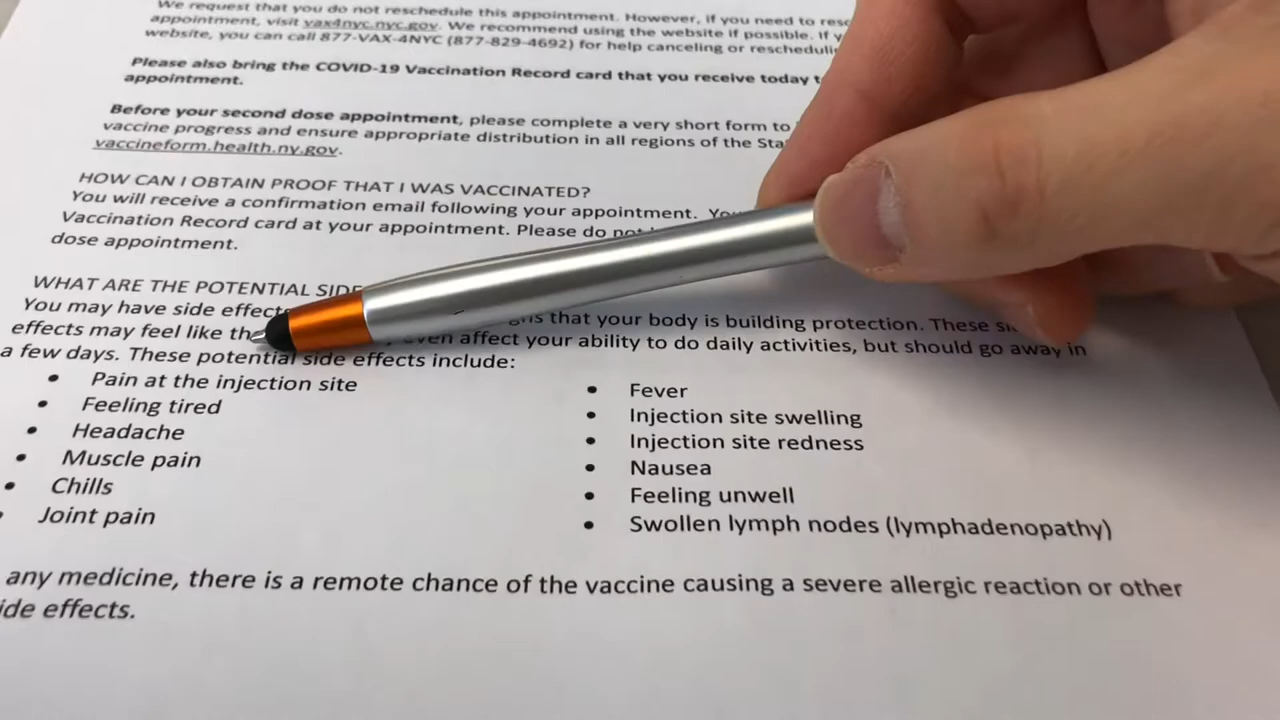 We request that you do not reschedule this appointment. However, if you need to
appointment, visit vax4nyc.nyc.gov. We recommend using the website if possible. If
website, you can call 877-VAX-4NYC (877-829-4692) for help canceling or
Please also bring the COVID-19 Vaccination Record card that you receive today
appointment.
Before your second dose appointment, please complete a very short form to
vaccine progress and ensure appropriate distribution in all regions of the
vaccineform.health.ny.gov.
HOW CAN I OBTAIN PROOF THAT I WAS VACCINATED?
You will receive a confirmation email following your appointment.
Vaccination Record card at your appointment. Please do
dose appointment.
WHAT ARE THE POTENTIAL SIDE
You may have side that your body is building protection. These
effects may feel like even affect your ability to do daily activities, but should go away in
a few days. These potential side effects include:
• Pain at the injection site
• Feeling tired
• Headache
• Muscle pain
• Chills
• Joint pain
• Fever
• Injection site swelling
• Injection site redness
• Nausea
• Feeling unwell
• Swollen lymph nodes (lymphadenopathy)
any medicine, there is a remote chance of the vaccine causing a severe allergic reaction or other
effects.